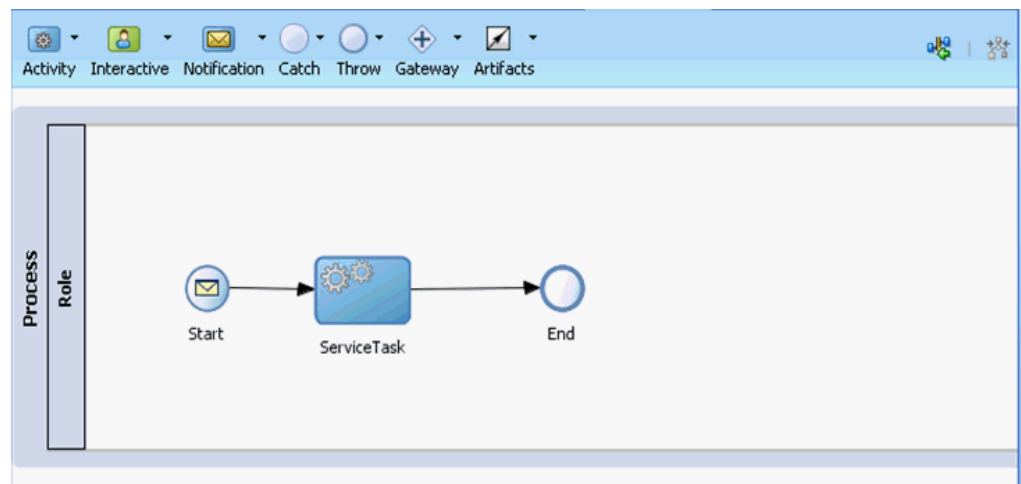 Activity Interactive Notification Catch Throw Gateway Artifacts
Process
Role
Start
ServiceTask
End